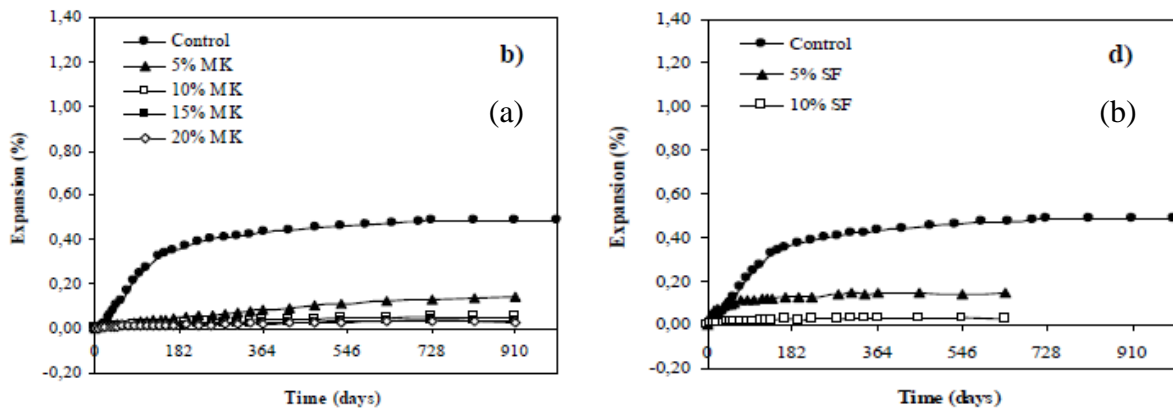 1,40
1,20
1,00
0,80
0,60
0,40
0,20
0,00
-0,20
Expansion (%)
Control
5% MK
10% MK
15% MK
20% MK
b)
(a)
0 182 364 546 728 910
Time (days)
1,40
1,20
1,00
0,80
0,60
0,40
0,20
0,00
-0,20
Expansion (%)
Control
5% SF
10% SF
d)
(b)
0 182 364 546 728 910
Time (days)